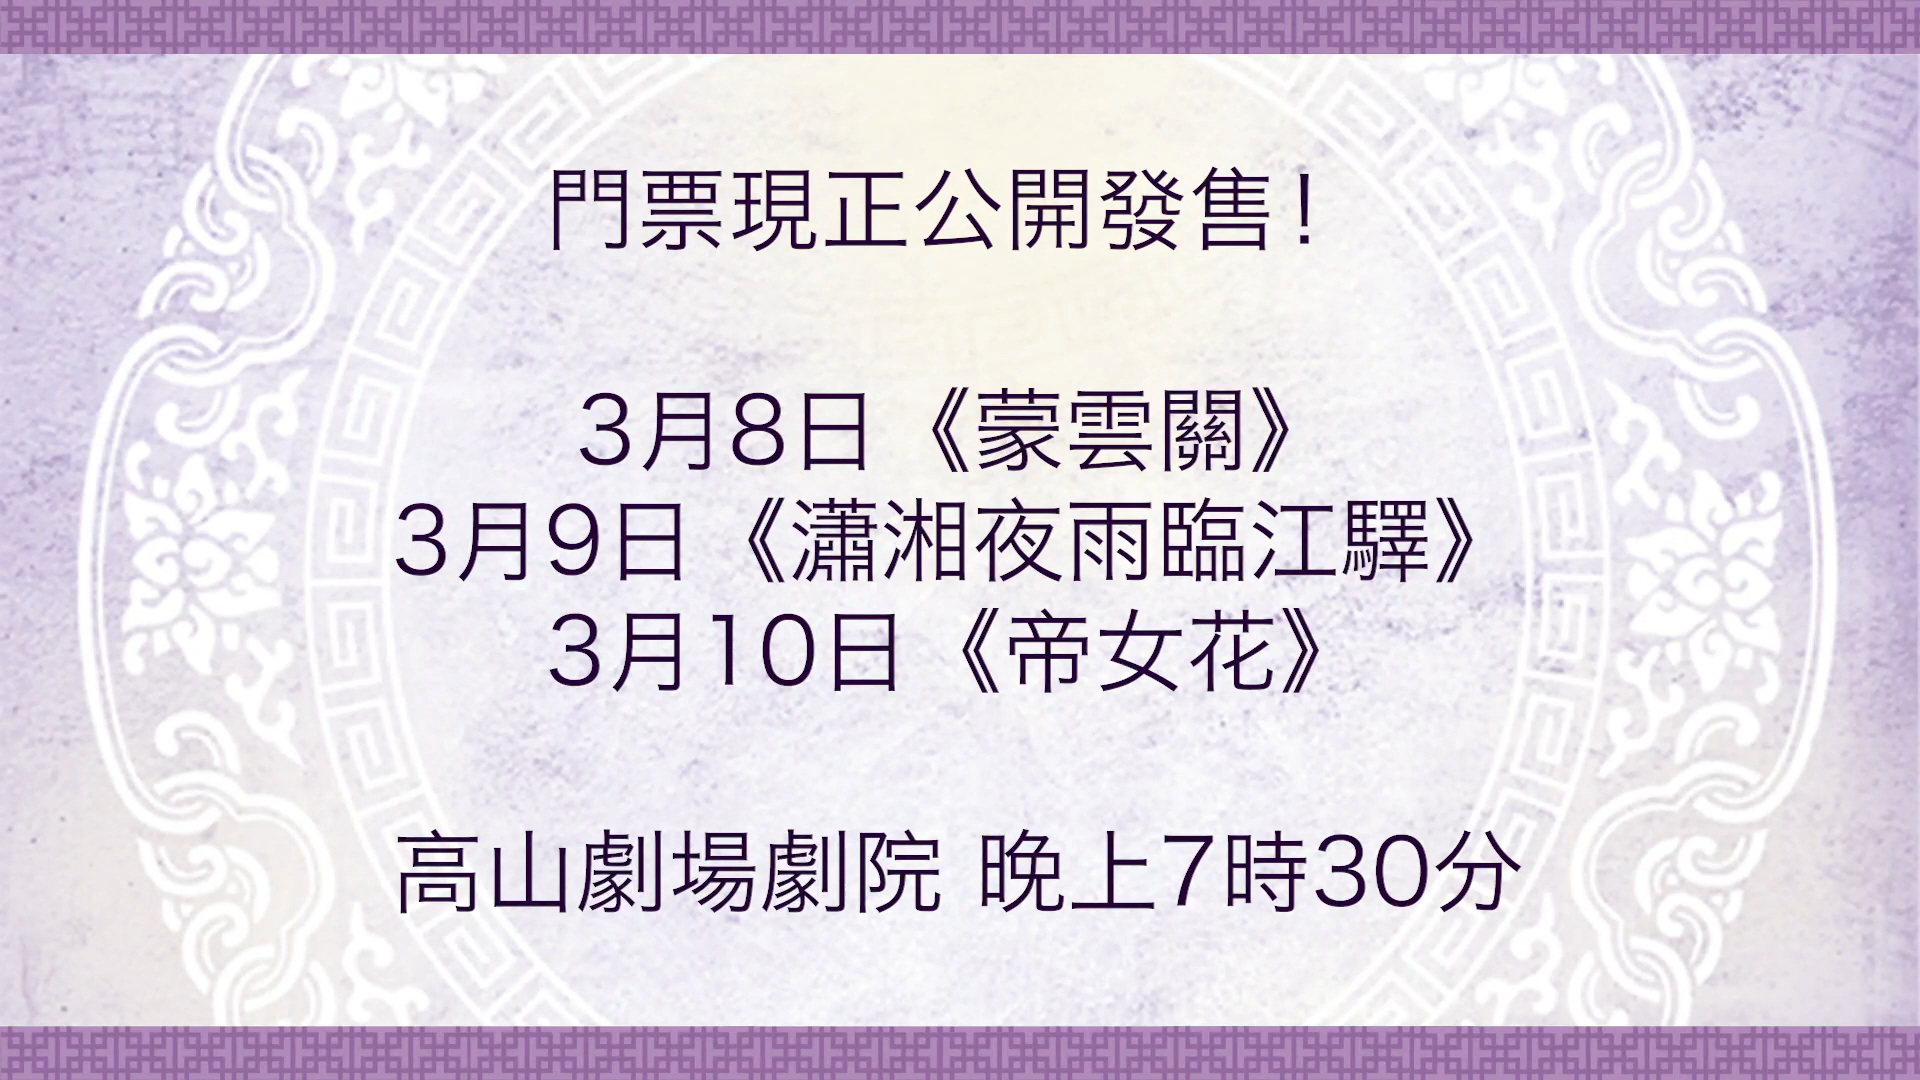 門票現正公開發售！
3月8日《蒙雲關》
3月9日《瀟湘夜雨臨江驛》
3月10日《帝女花》
高山劇場劇院 晚上7時30分